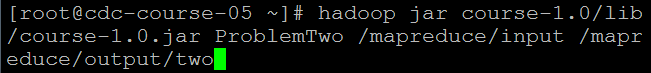 [root@cdc-course-05 ~]# hadoop jar course-1.0/lib
/course-1.0.jar ProblemTwo /mapreduce/input /mapr
educe/output/two